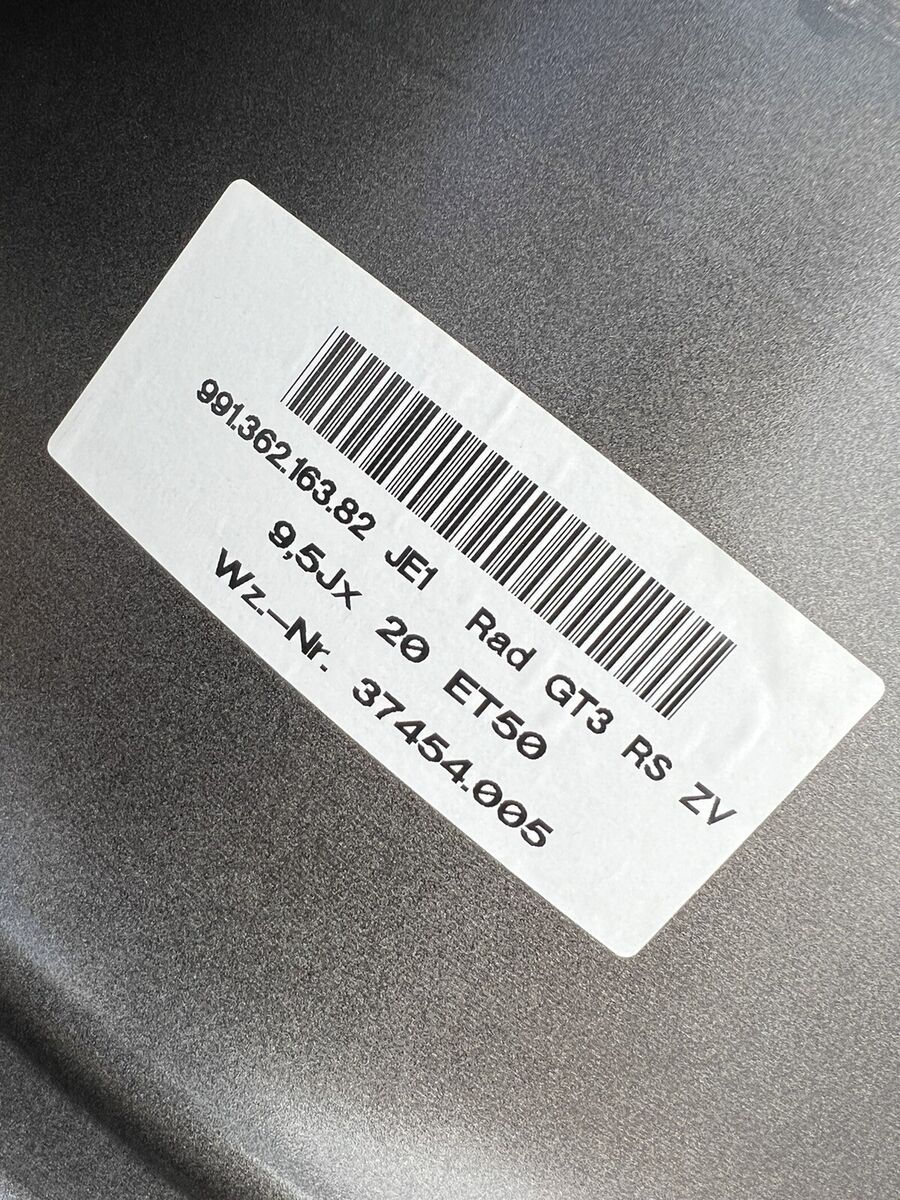 991.362.163.82 JE1 Rad GT3 RS ZV
9,5Jx 20 ET50
Wz.-Nr. 37454.005